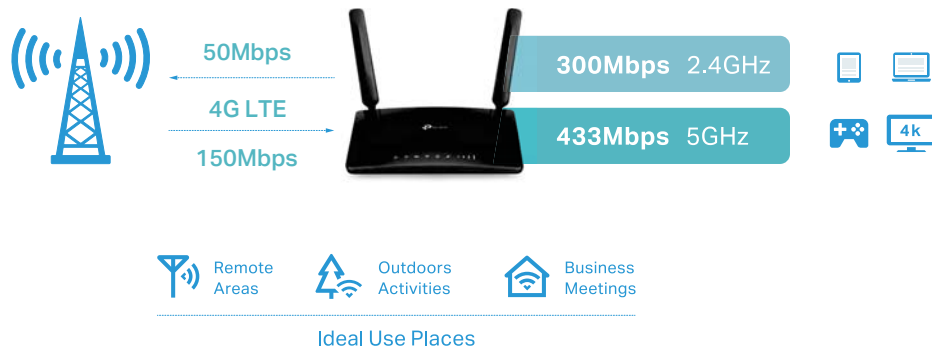 50Mbps
4G LTE
150Mbps
300Mbps 2.4GHz
433Mbps 5GHz
4k
Remote
Areas
Outdoors
Activities
Business
Meetings
Ideal Use Places